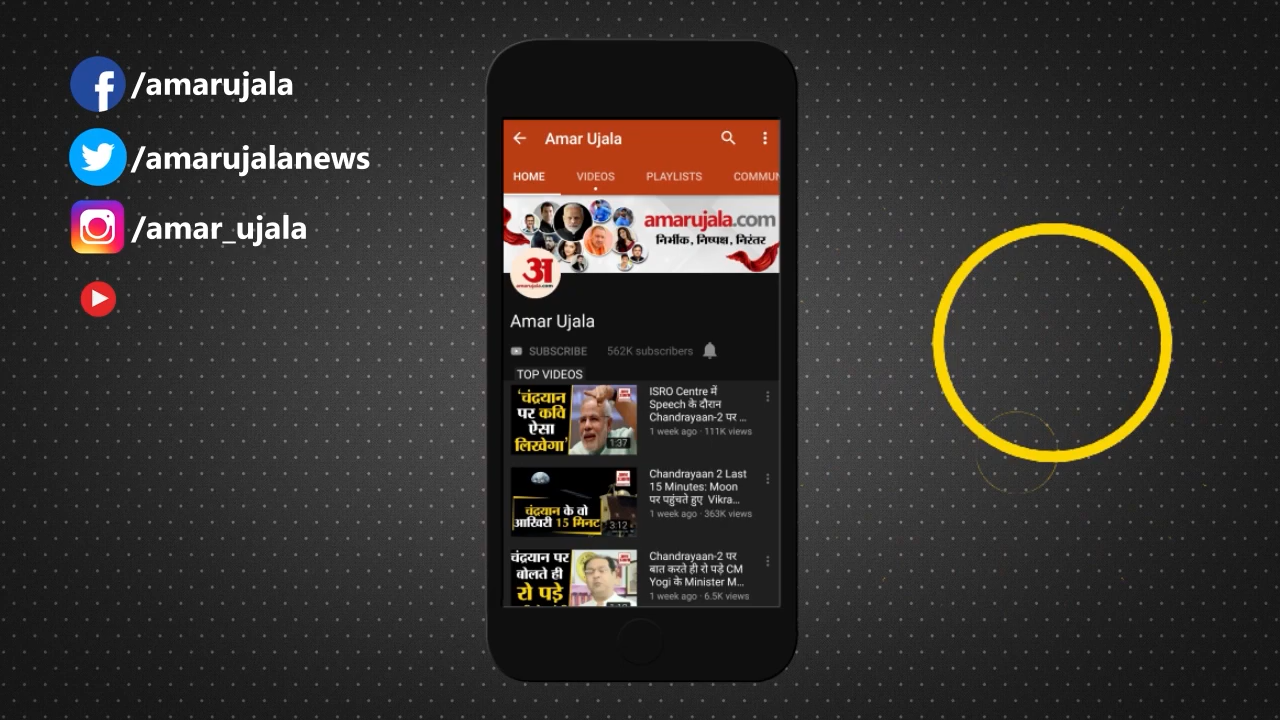 /amarujala
/amarujalanews
/amar_ujala
Amar Ujala
HOME VIDEOS PLAYLISTS COMMUN
amarujala.com
निर्भीक, निष्पक्ष, निरंतर
अ
amarujala.com
Amar Ujala
SUBSCRIBE 562K subscribers
TOP VIDEOS
'चंद्रयान
पर कवि
ऐसा
लिखेगा'
1:37
ISRO Centre में
Speech के दौरान
Chandrayaan-2 पर ...
1 week ago · 111K views
चंद्रयान के वो
आखिरी 15 मिनट
3:12
Chandrayaan 2 Last
15 Minutes: Moon
पर पहुंचते हुए Vikra...
1 week ago · 363K views
चंद्रयान पर
बोलते ही
रो पड़े
Chandrayaan-2 पर
बात करते ही रो पड़े CM
Yogi के Minister M...
1 week ago · 6.5K views